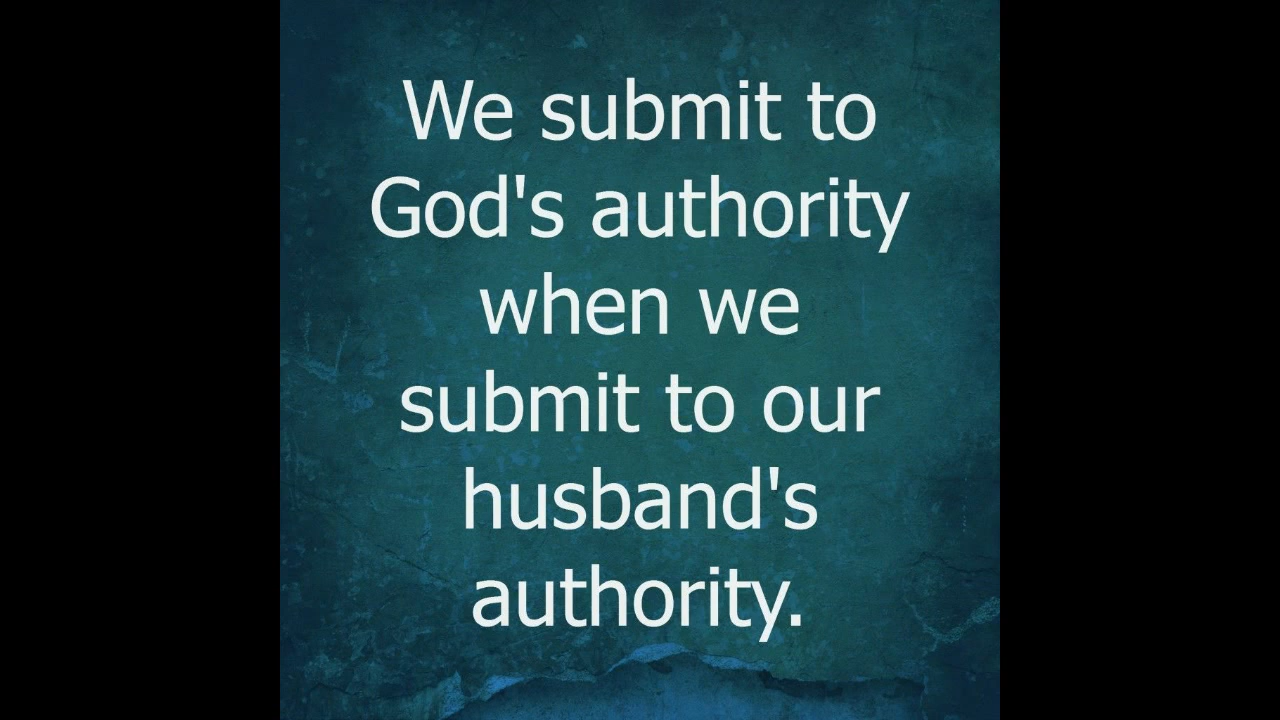 We submit to
God's authority
when we
submit to our
husband's
authority.